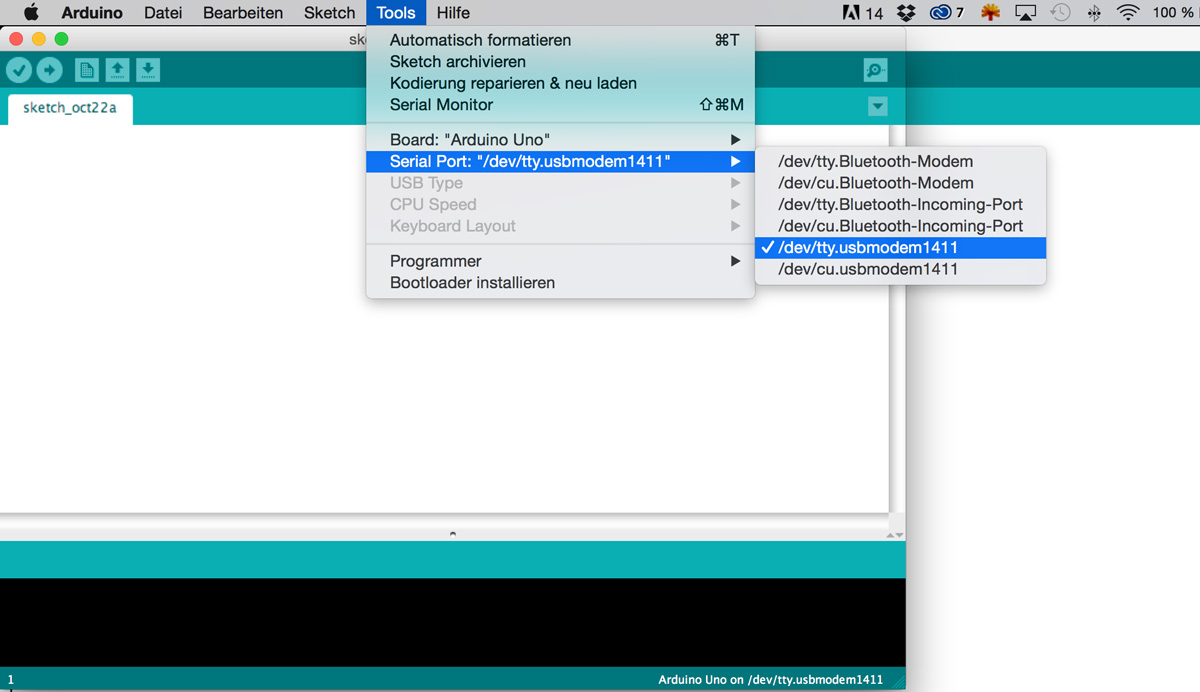 Arduino Datei Bearbeiten Sketch Tools Hilfe 14 7 100 %
sk
Automatisch formatieren ⌘T
Sketch archivieren
Kodierung reparieren & neu laden
Serial Monitor ⇧⌘M
sketch_oct22a
Board: "Arduino Uno"
Serial Port: "/dev/tty.usbmodem1411"
USB Type
CPU Speed
Keyboard Layout
Programmer
Bootloader installieren
/dev/tty.Bluetooth-Modem
/dev/cu.Bluetooth-Modem
/dev/tty.Bluetooth-Incoming-Port
/dev/cu.Bluetooth-Incoming-Port
✓ /dev/tty.usbmodem1411
/dev/cu.usbmodem1411
1 Arduino Uno on /dev/tty.usbmodem1411